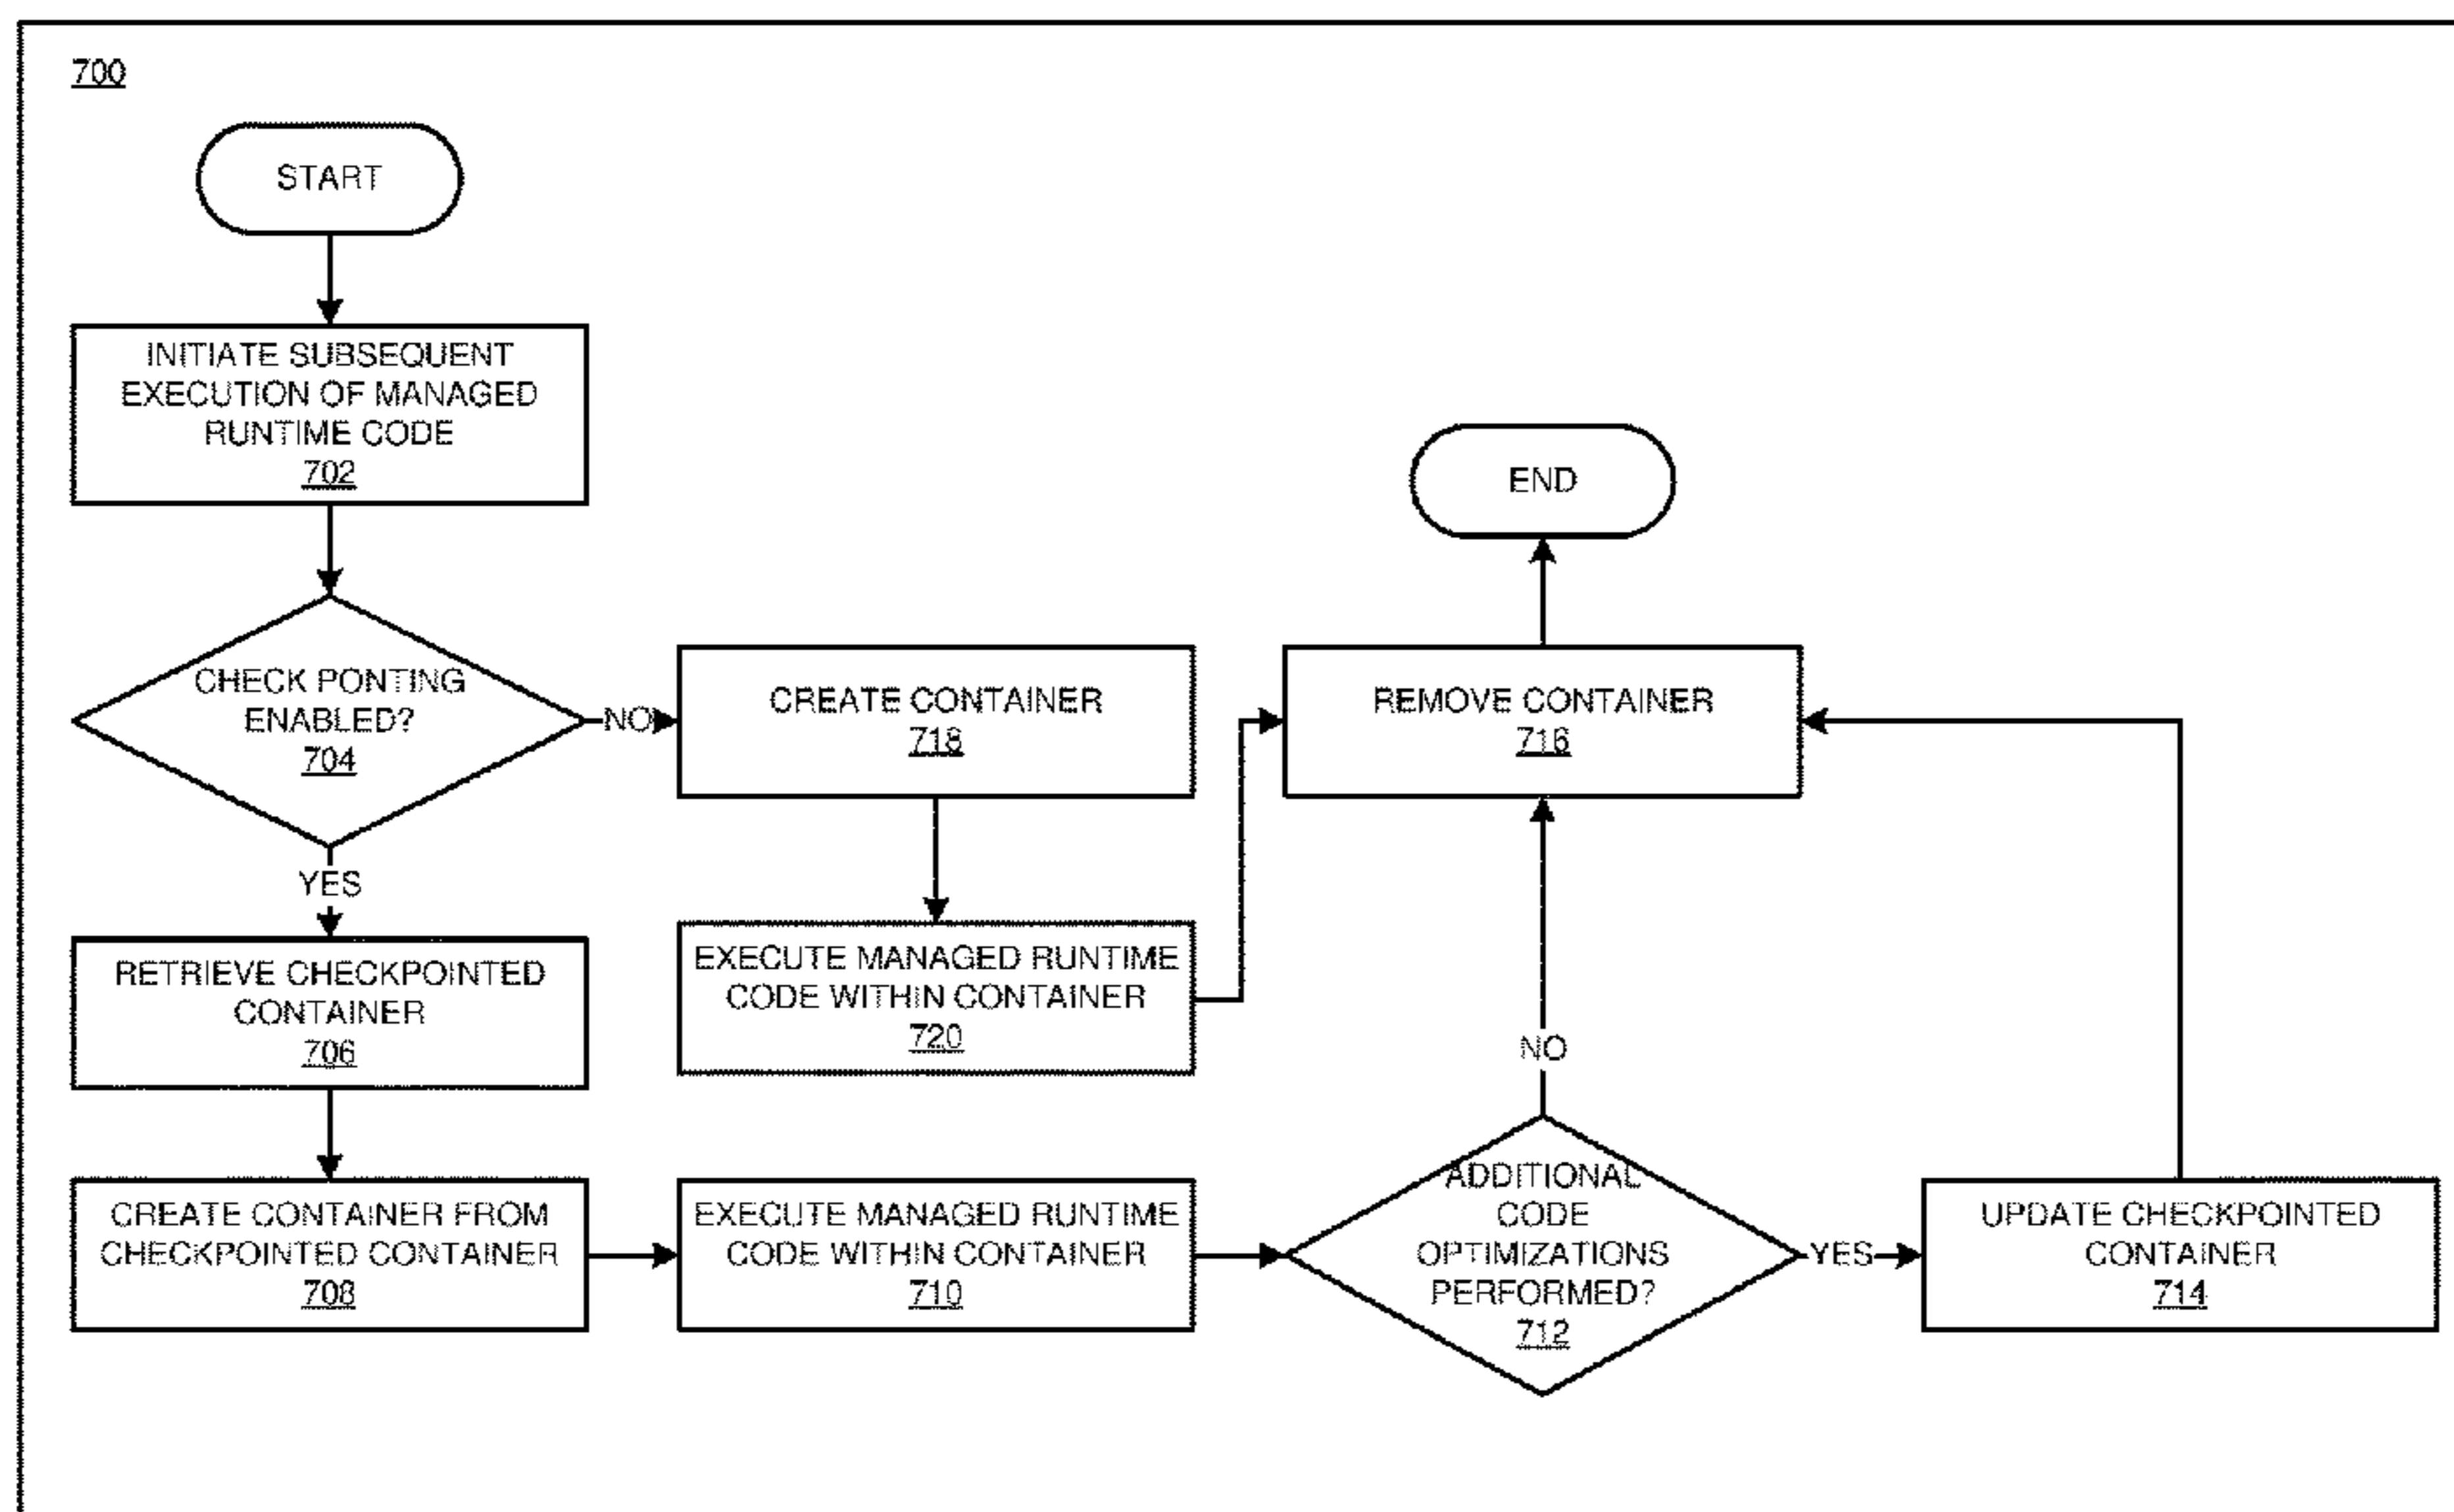 700
START
INITIATE SUBSEQUENT
EXECUTION OF MANAGED
RUNTIME CODE
702
CHECK PONTING
ENABLED?
704
NO
YES
RETRIEVE CHECKPOINTED
CONTAINER
706
CREATE CONTAINER FROM
CHECKPOINTED CONTAINER
708
CREATE CONTAINER
718
EXECUTE MANAGED RUNTIME
CODE WITHIN CONTAINER
720
EXECUTE MANAGED RUNTIME
CODE WITHIN CONTAINER
710
END
REMOVE CONTAINER
716
NO
ADDITIONAL
CODE
OPTIMIZATIONS
PERFORMED?
712
YES
UPDATE CHECKPOINTED
CONTAINER
714